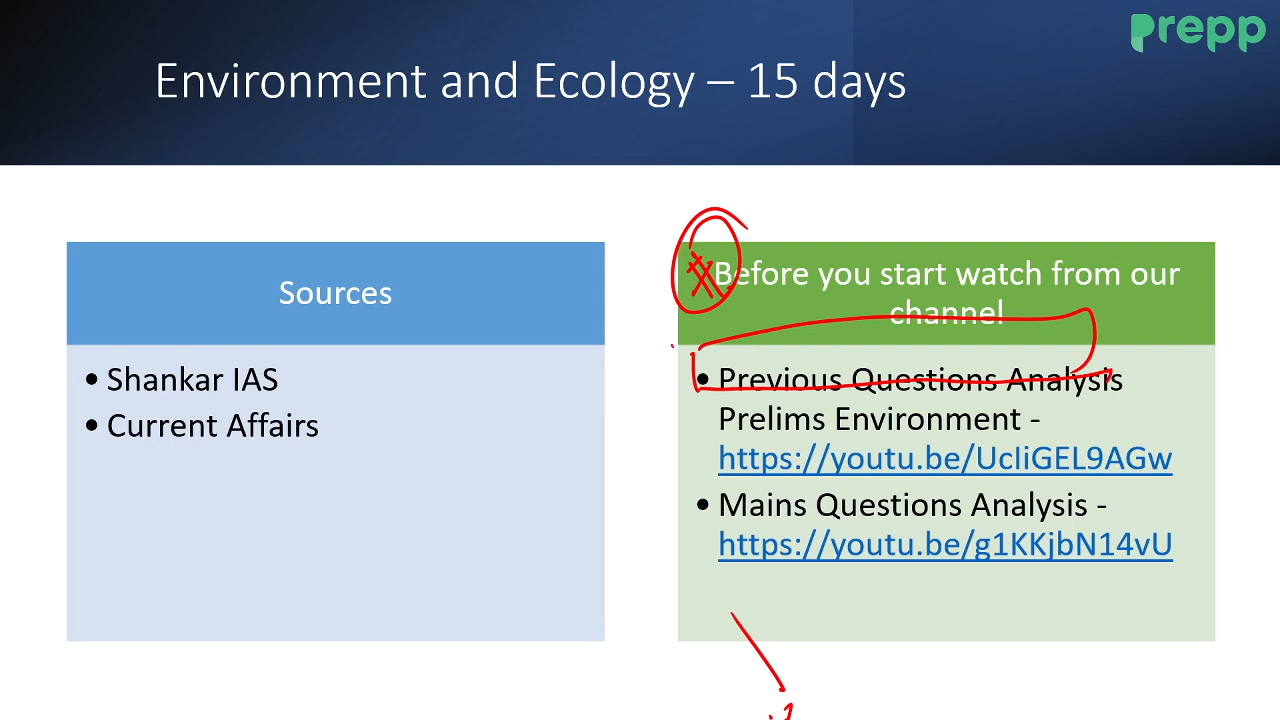 prepp
Environment and Ecology – 15 days
Sources
• Shankar IAS
• Current Affairs
Before you start watch from our
channel
• Previous Questions Analysis
Prelims Environment -
https://youtu.be/UcIiGEL9AGw
• Mains Questions Analysis -
https://youtu.be/g1KKjbN14vU